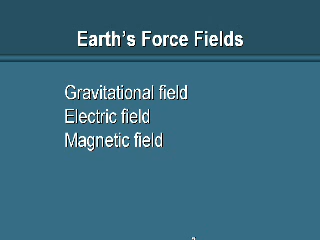 Earth's Force Fields
Gravitational field
Electric field
Magnetic field